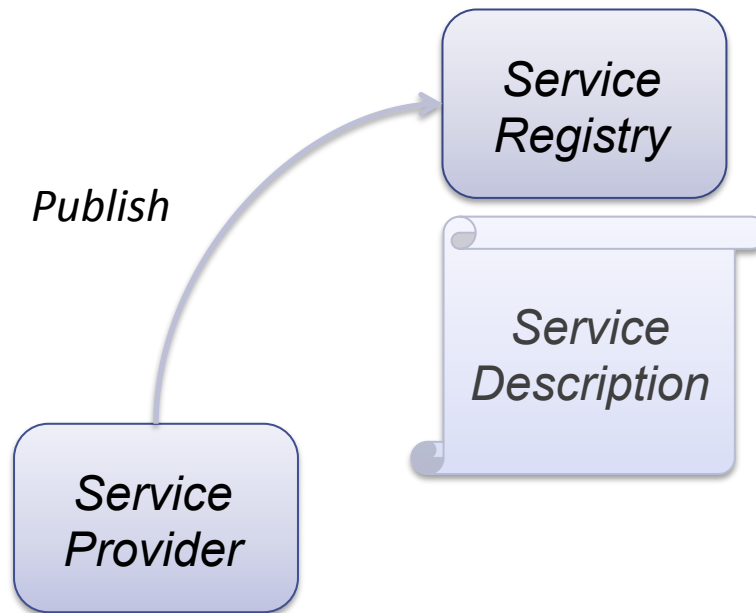 Service
Registry
Publish
Service
Description
Service
Provider